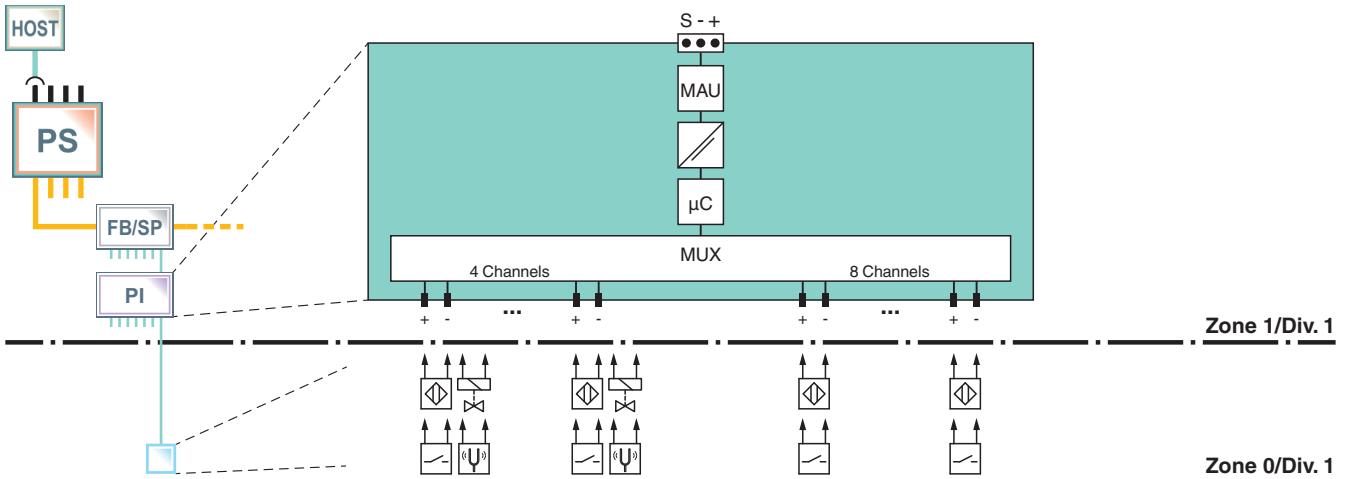 HOST
PS
FB/SP
PI
S - +
MAU
µC
MUX
4 Channels
8 Channels
+ - ... + - + - ... + -
Zone 1/Div. 1
Zone 0/Div. 1